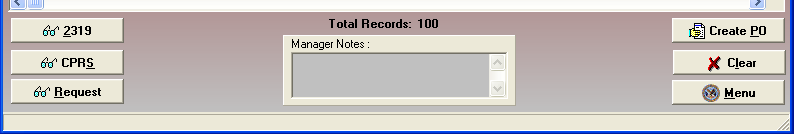 Total Records: 100
2319
Create PO
Manager Notes :
CPRS
Clear
Request
Menu